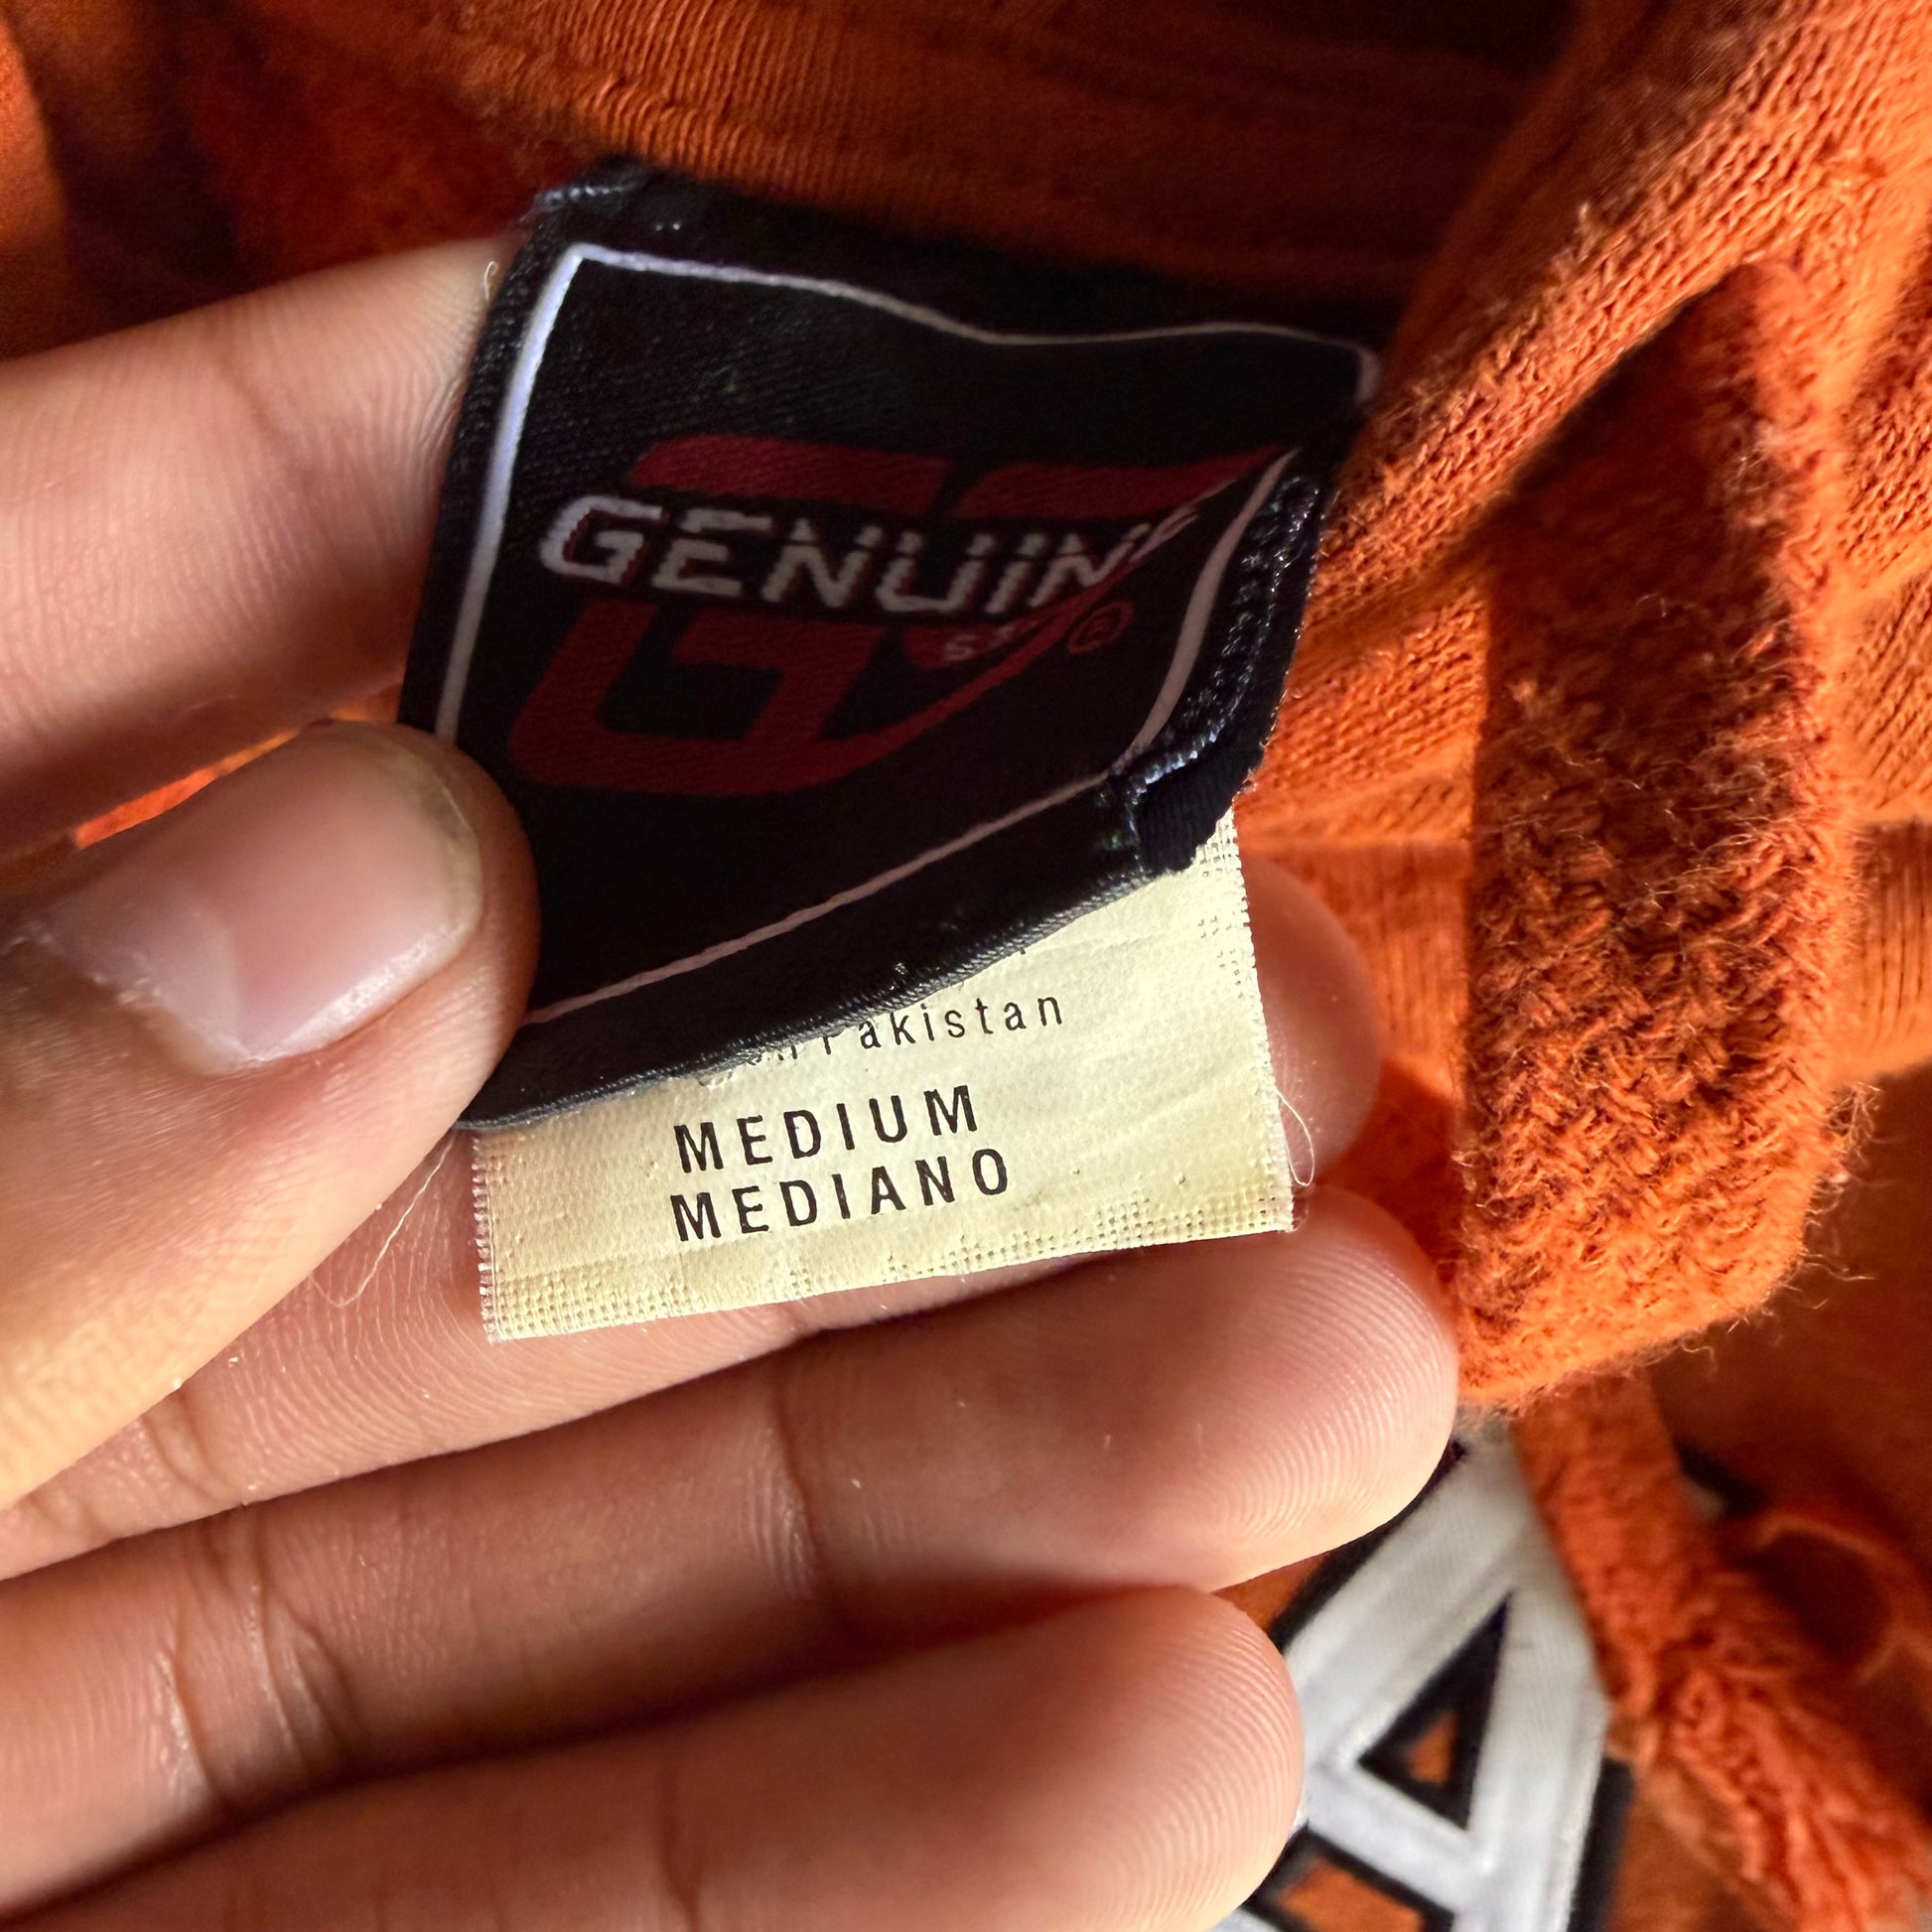 GENUINE
®
Pakistan
MEDIUM
MEDIANO
A